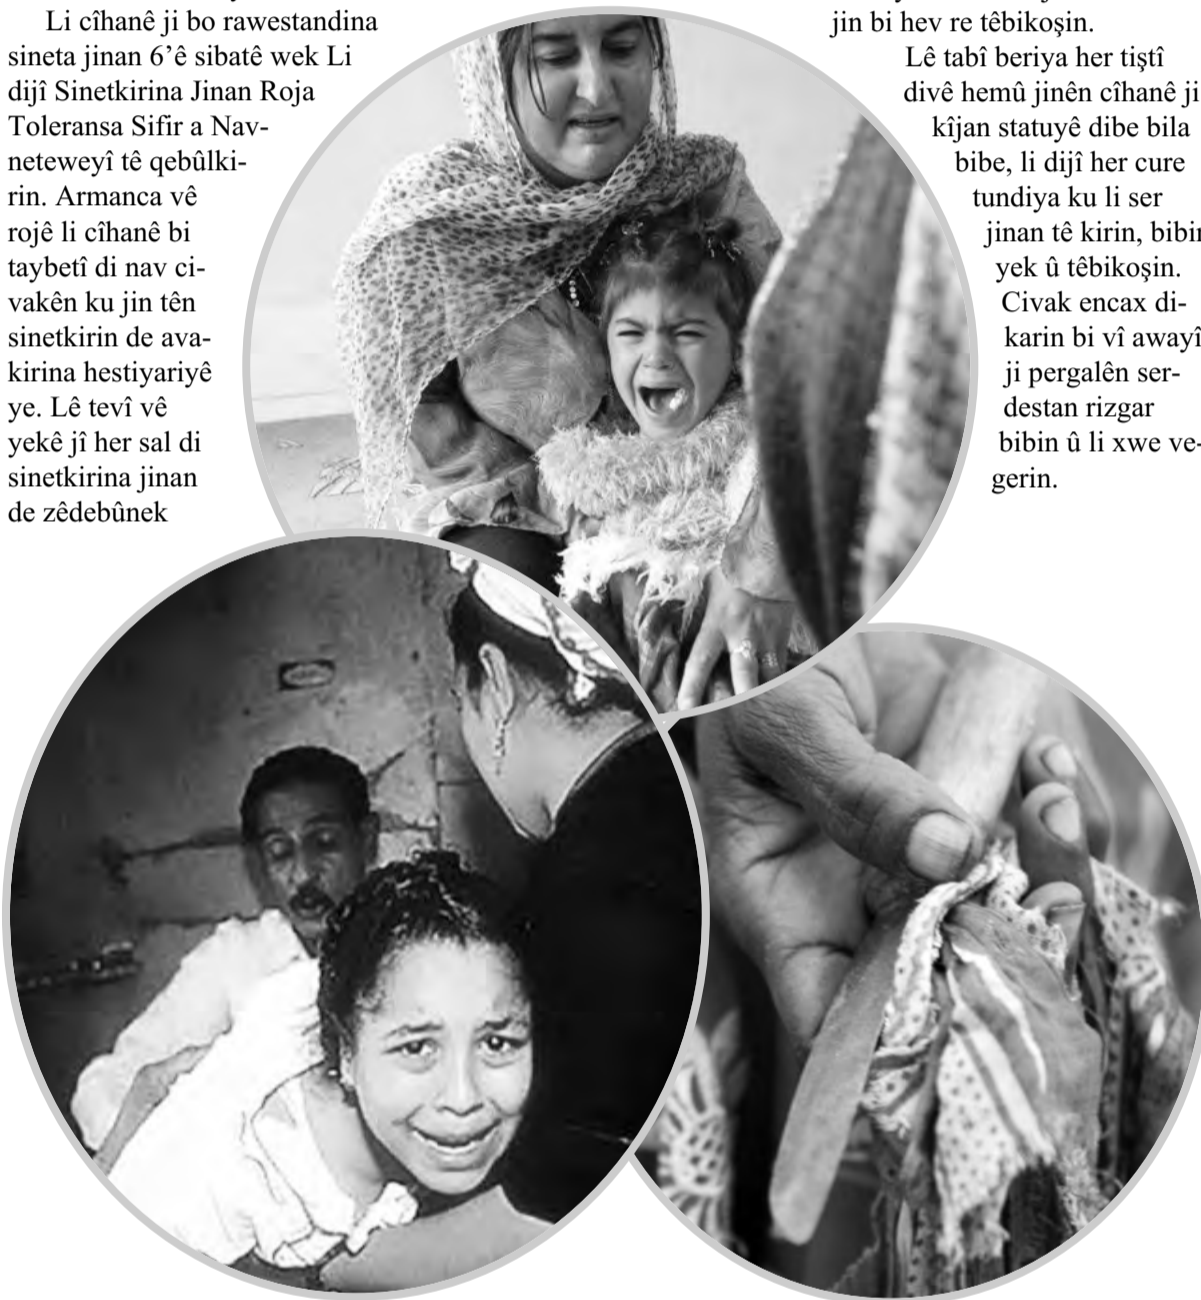 Li cîhanê ji bo rawestandina
sineta jinan 6’ê sibatê wek Li
dijî Sinetkirina Jinan Roja
Toleransa Sifir a Nav-
neteweyî tê qebûlki-
rin. Armanca vê
rojê li cîhanê bi
taybetî di nav ci-
vakên ku jin tên
sinetkirin de ava-
kirina hestiyariyê
ye. Lê tevî vê
yekê jî her sal di
sinetkirina jinan
de zêdebûnek
jin bi hev re têbikoşin.
Lê tabî beriya her tiştî
divê hemû jinên cîhanê ji
kîjan statuyê dibe bila
bibe, li dijî her cure
tundiya ku li ser
jinan tê kirin, bibin
yek û têbikoşin.
Civak encax di-
karin bi vî awayî
ji pergalên ser-
destan rizgar
bibin û li xwe ve-
gerin.